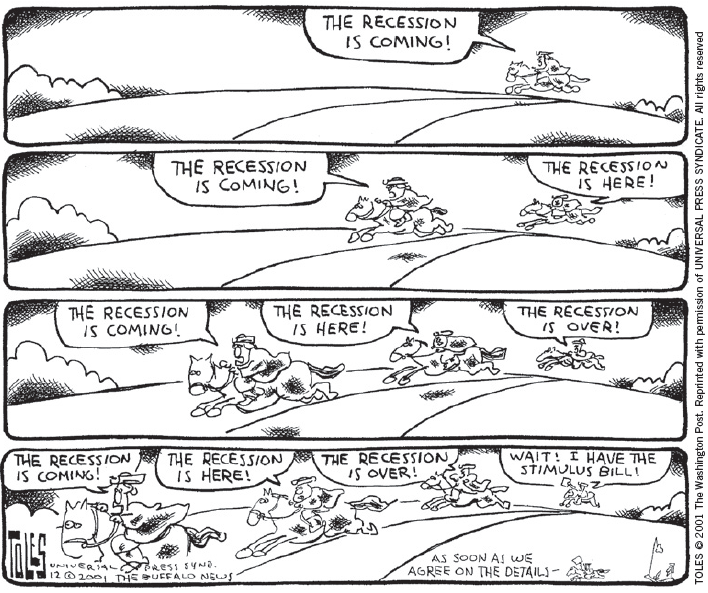 THE RECESSION
IS COMING!
THE RECESSION
IS COMING!
THE RECESSION
IS HERE!
THE RECESSION
IS COMING!
THE RECESSION
IS HERE!
THE RECESSION
IS OVER!
THE RECESSION
IS COMING!
THE RECESSION
IS HERE!
THE RECESSION
IS OVER!
WAIT! I HAVE THE
STIMULUS BILL!
TOLES
UNIVERSAL PRESS SYND.
12 © 2001 THE BUFFALO NEWS
AS SOON AS WE
AGREE ON THE DETAILS-
TOLES © 2001 The Washington Post. Reprinted with permission of UNIVERSAL PRESS SYNDICATE. All rights reserved